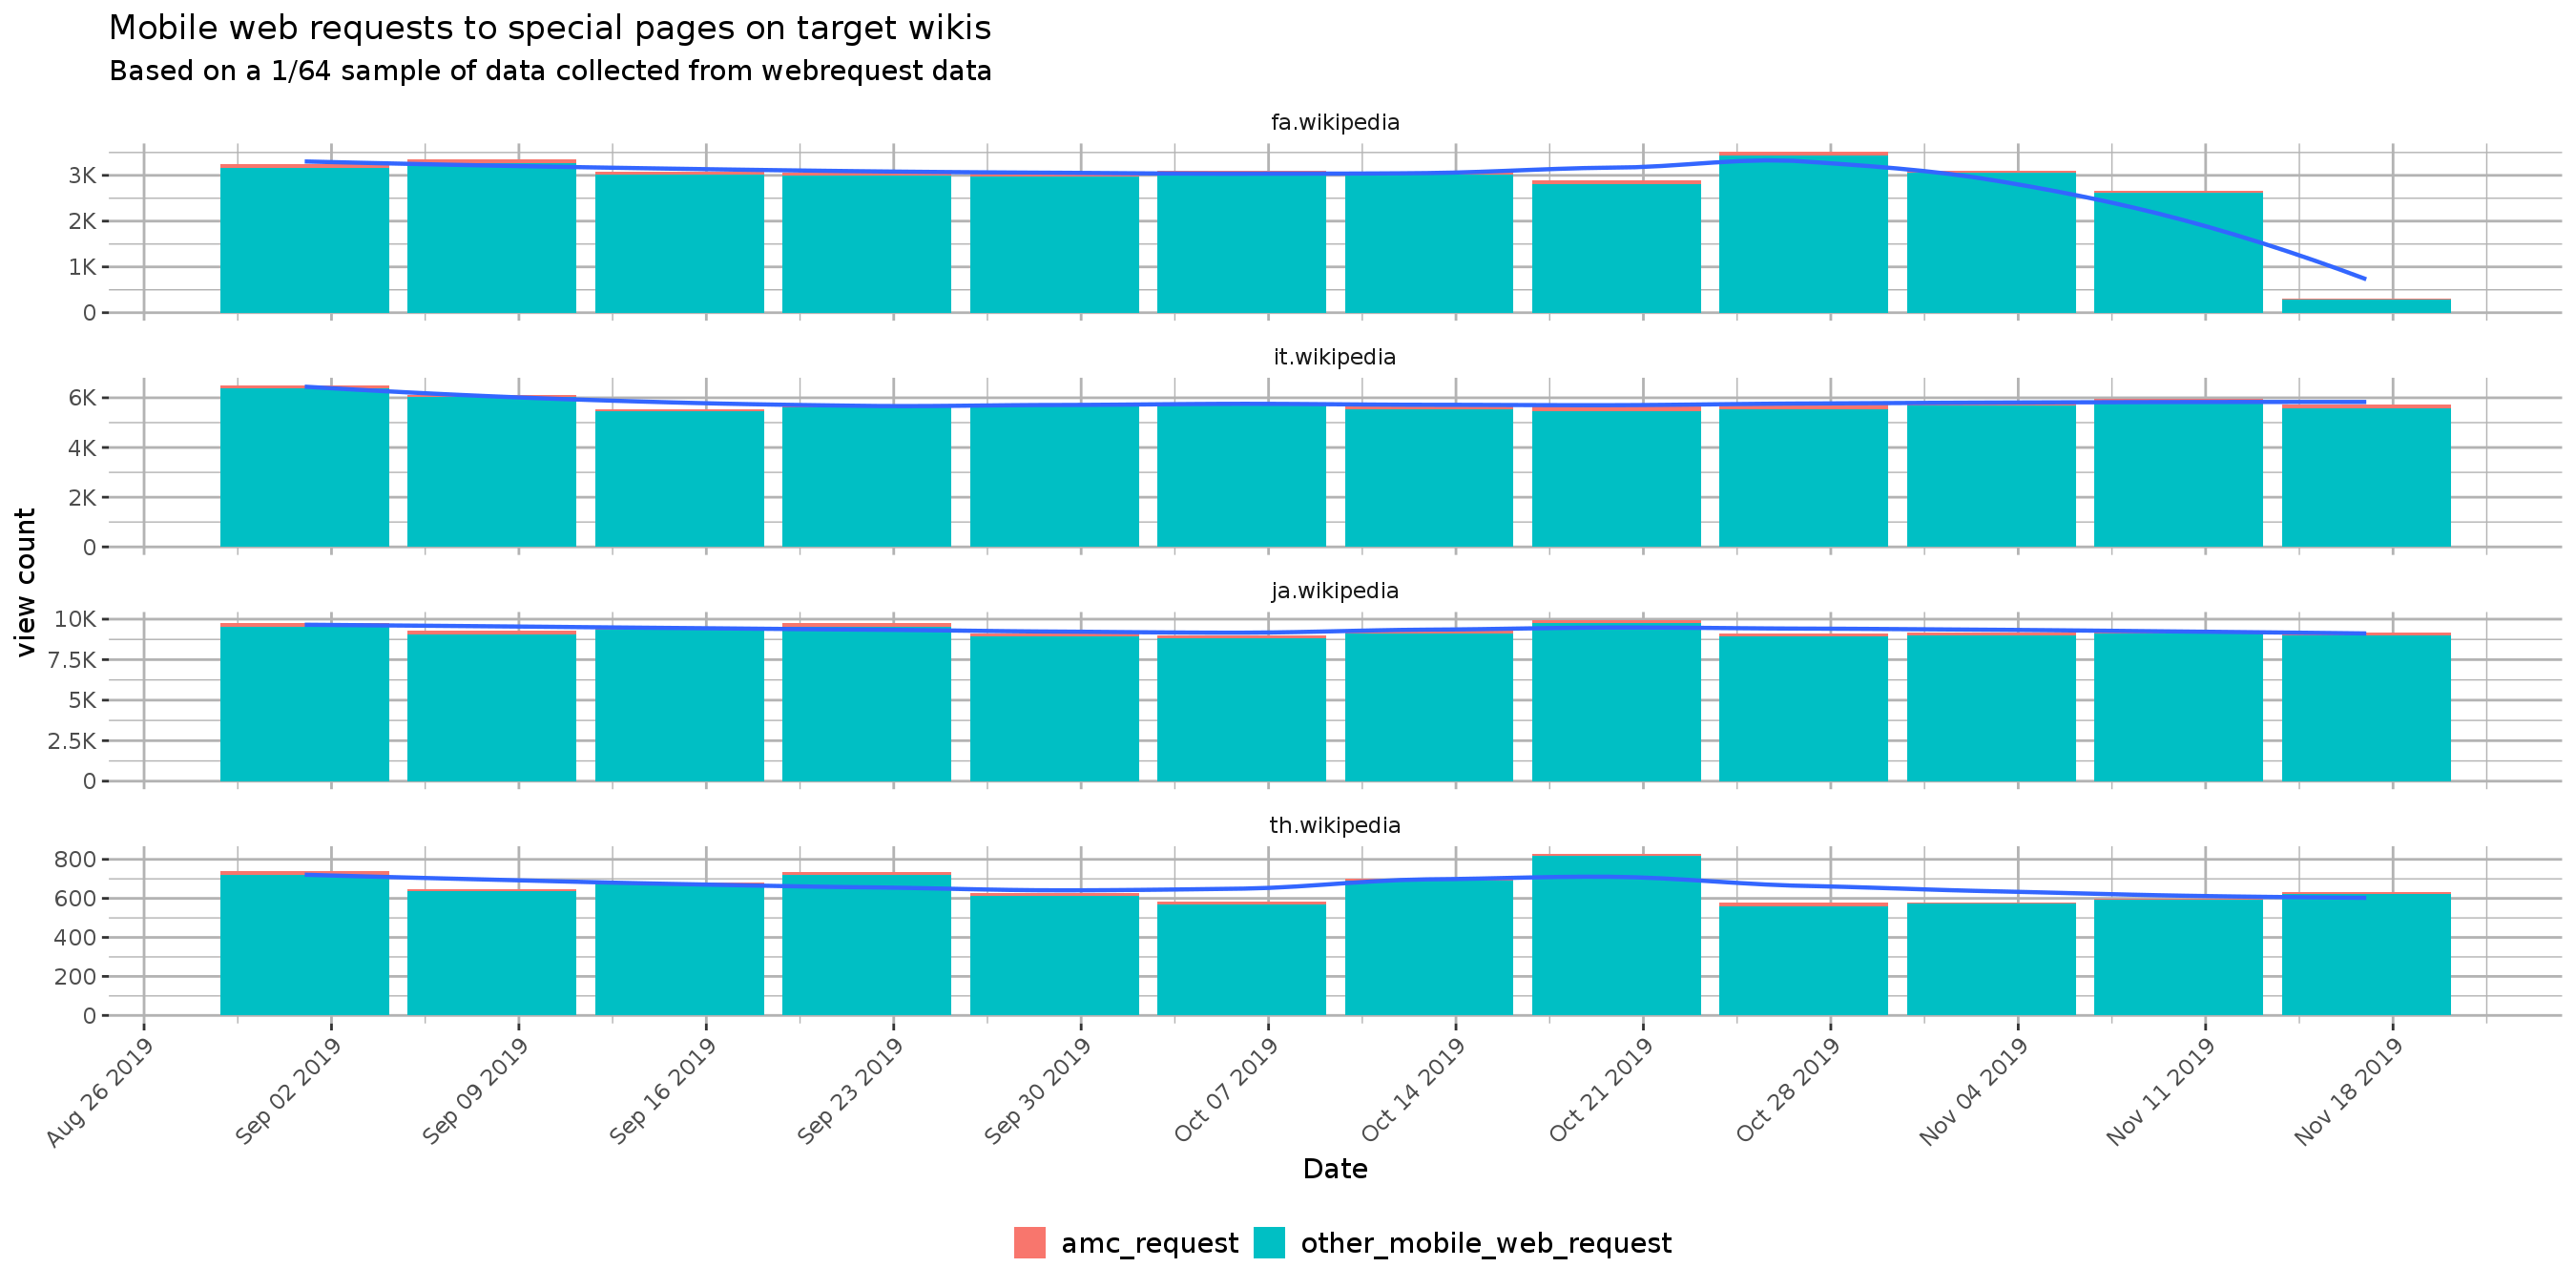 Mobile web requests to special pages on target wikis
Based on a 1/64 sample of data collected from webrequest data
fa.wikipedia
3K
2K
1K
0
it.wikipedia
6K
4K
2K
0
view count
ja.wikipedia
10K
7.5K
5K
2.5K
0
th.wikipedia
800
600
400
200
0
Aug 26 2019
Sep 02 2019
Sep 09 2019
Sep 16 2019
Sep 23 2019
Sep 30 2019
Oct 07 2019
Oct 14 2019
Oct 21 2019
Oct 28 2019
Nov 04 2019
Nov 11 2019
Nov 18 2019
Date
amc_request
other_mobile_web_request